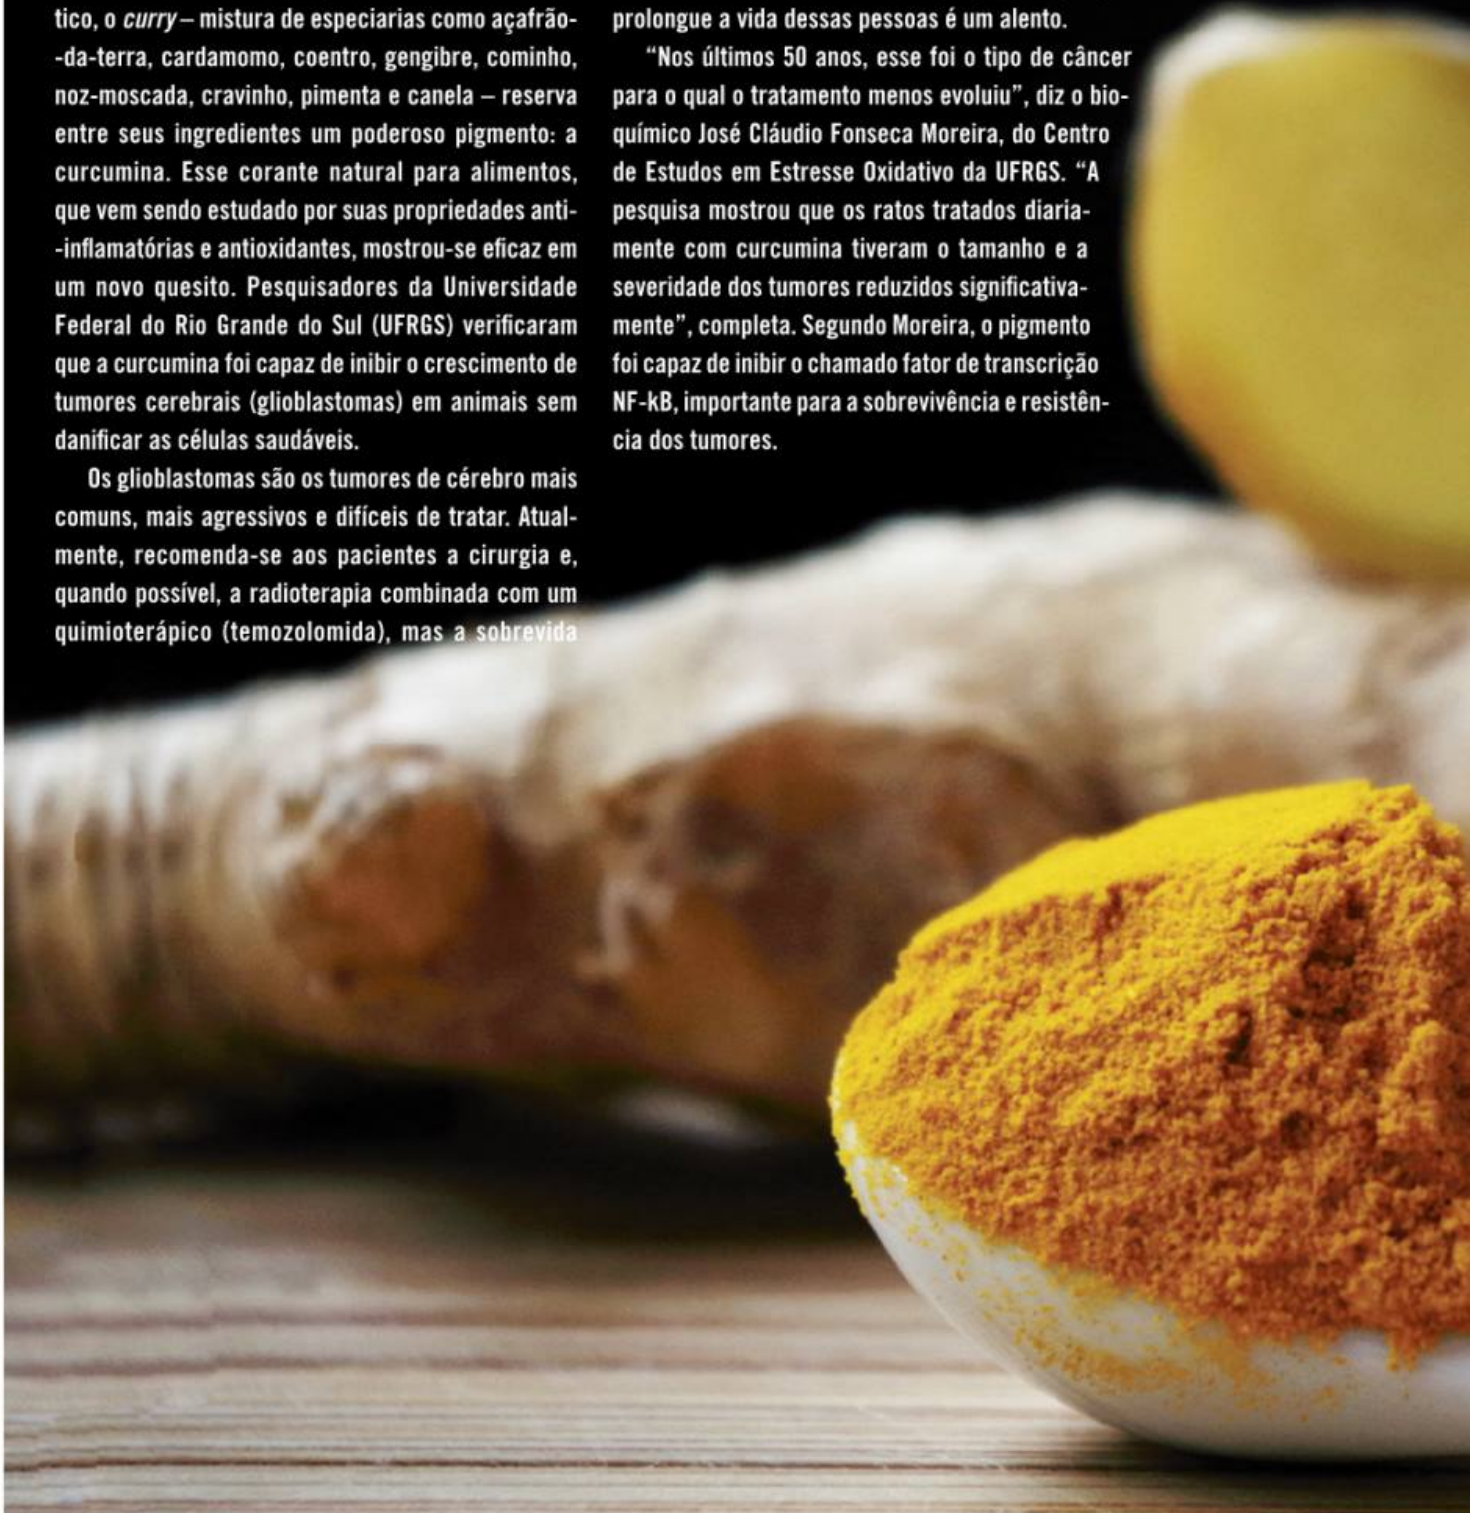 tico, o curry – mistura de especiarias como açafrão-
-da-terra, cardamomo, coentro, gengibre, cominho,
noz-moscada, cravinho, pimenta e canela – reserva
entre seus ingredientes um poderoso pigmento: a
curcumina. Esse corante natural para alimentos,
que vem sendo estudado por suas propriedades anti-
-inflamatórias e antioxidantes, mostrou-se eficaz em
um novo quesito. Pesquisadores da Universidade
Federal do Rio Grande do Sul (UFRGS) verificaram
que a curcumina foi capaz de inibir o crescimento de
tumores cerebrais (glioblastomas) em animais sem
danificar as células saudáveis.
Os glioblastomas são os tumores de cérebro mais
comuns, mais agressivos e difíceis de tratar. Atual-
mente, recomenda-se aos pacientes a cirurgia e,
quando possível, a radioterapia combinada com um
quimioterápico (temozolomida), mas a sobrevida
prolongue a vida dessas pessoas é um alento.
“Nos últimos 50 anos, esse foi o tipo de câncer
para o qual o tratamento menos evoluiu”, diz o bio-
químico José Cláudio Fonseca Moreira, do Centro
de Estudos em Estresse Oxidativo da UFRGS. “A
pesquisa mostrou que os ratos tratados diaria-
mente com curcumina tiveram o tamanho e a
severidade dos tumores reduzidos significativa-
mente”, completa. Segundo Moreira, o pigmento
foi capaz de inibir o chamado fator de transcrição
NF-kB, importante para a sobrevivência e resistên-
cia dos tumores.